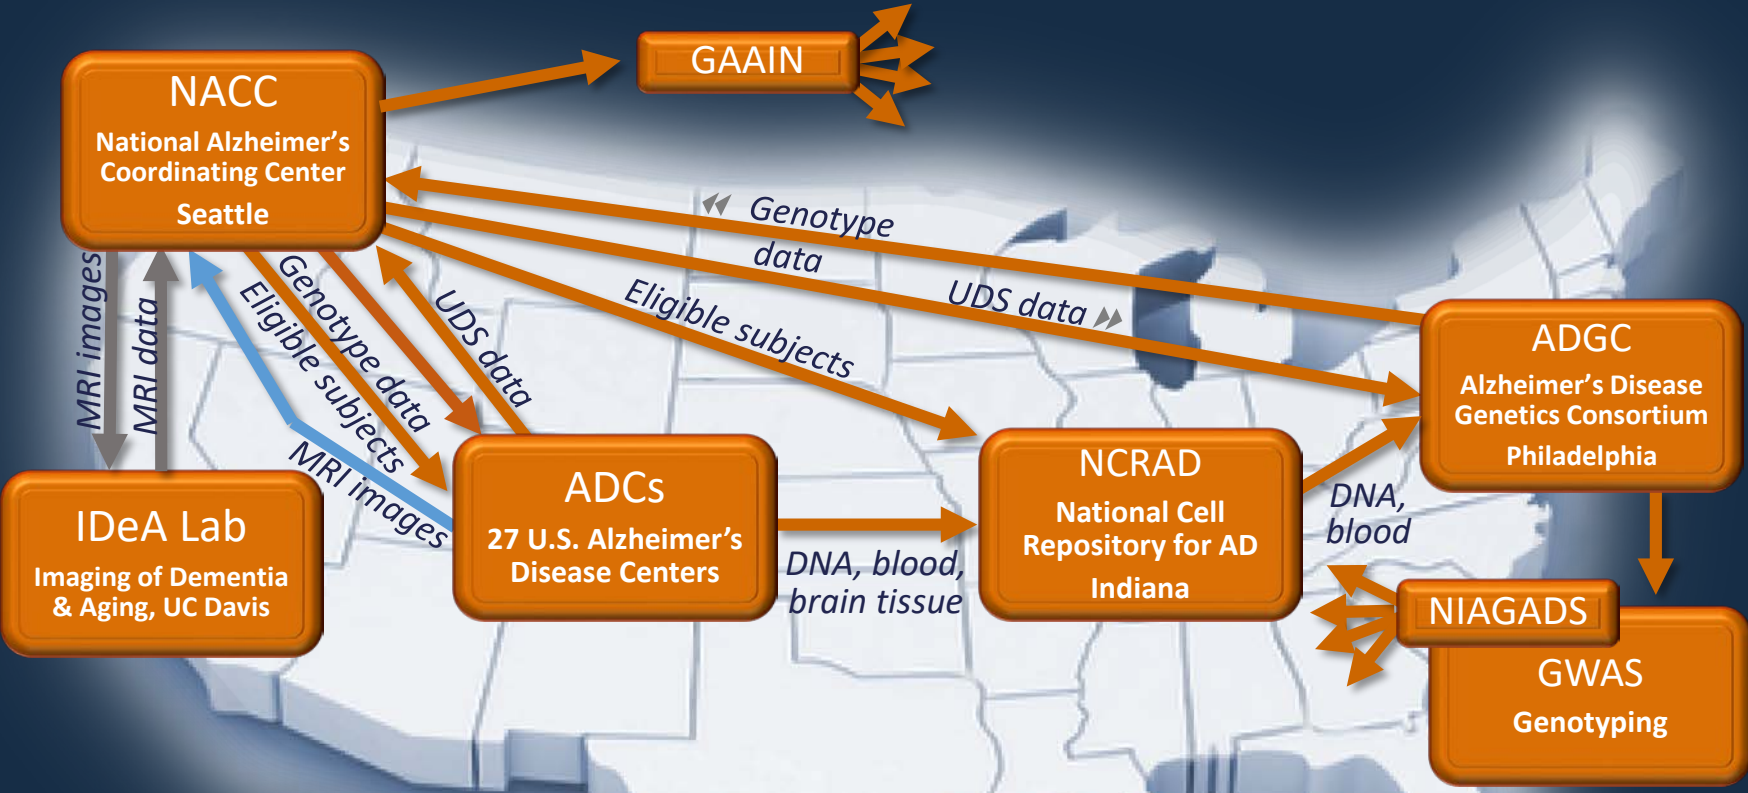 NACC
National Alzheimer's
Coordinating Center
Seattle
GAAIN
Genotype
data
UDS data
Eligible subjects
MRI images
MRI data
Genotype data
Eligible subjects
UDS data
MRI images
ADGC
Alzheimer's Disease
Genetics Consortium
Philadelphia
IDeA Lab
Imaging of Dementia
& Aging, UC Davis
ADCs
27 U.S. Alzheimer's
Disease Centers
DNA, blood,
brain tissue
NCRAD
National Cell
Repository for AD
Indiana
DNA,
blood
NIAGADS
GWAS
Genotyping